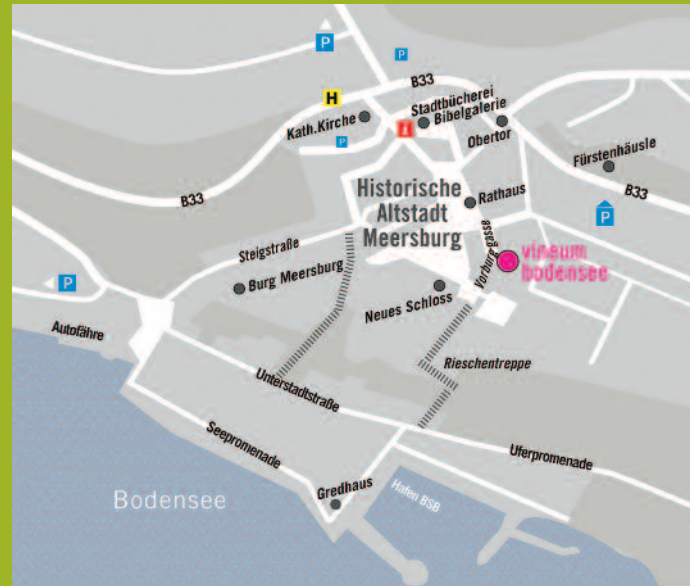 P
P
B33
H
Stadtbücherei
Bibelgalerie
Kath.Kirche
i
P
Obertor
Fürstenhäusle
B33
Historische
Altstadt
Meersburg
Rathaus
B33
P
Vorburggasse
vineum
bodensee
Steigstraße
Burg Meersburg
P
Neues Schloss
Autofähre
Rieschentreppe
Unterstadtstraße
Seepromenade
Uferpromenade
Gredhaus
Hafen BSB
Bodensee